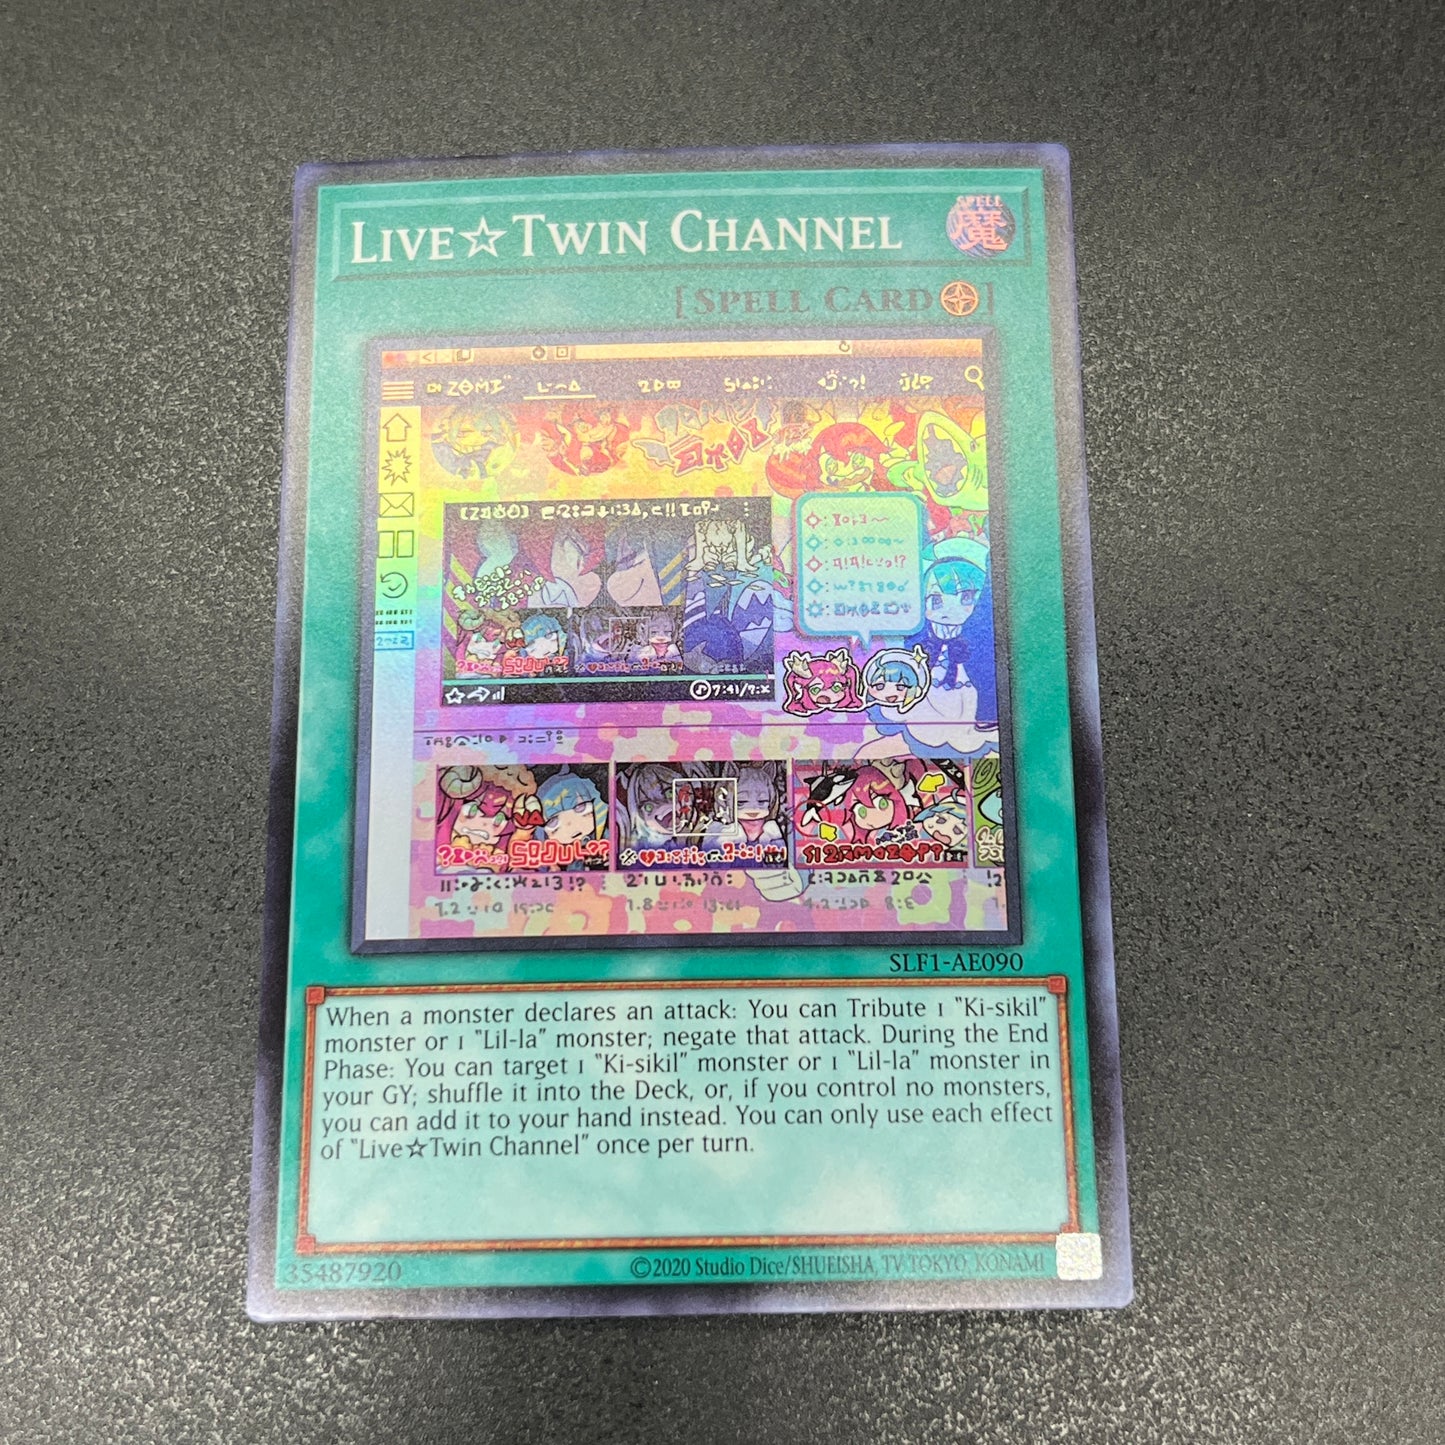 LIVE☆TWIN CHANNEL
SPELL
魔
[SPELL CARD]
SLF1-AE090
When a monster declares an attack: You can Tribute 1 "Ki-sikil"
monster or 1 "Lil-la" monster; negate that attack. During the End
Phase: You can target 1 "Ki-sikil" monster or 1 "Lil-la" monster in
your GY; shuffle it into the Deck, or, if you control no monsters,
you can add it to your hand instead. You can only use each effect
of "Live☆Twin Channel" once per turn.
35487920
©2020 Studio Dice/SHUEISHA, TV TOKYO, KONAMI